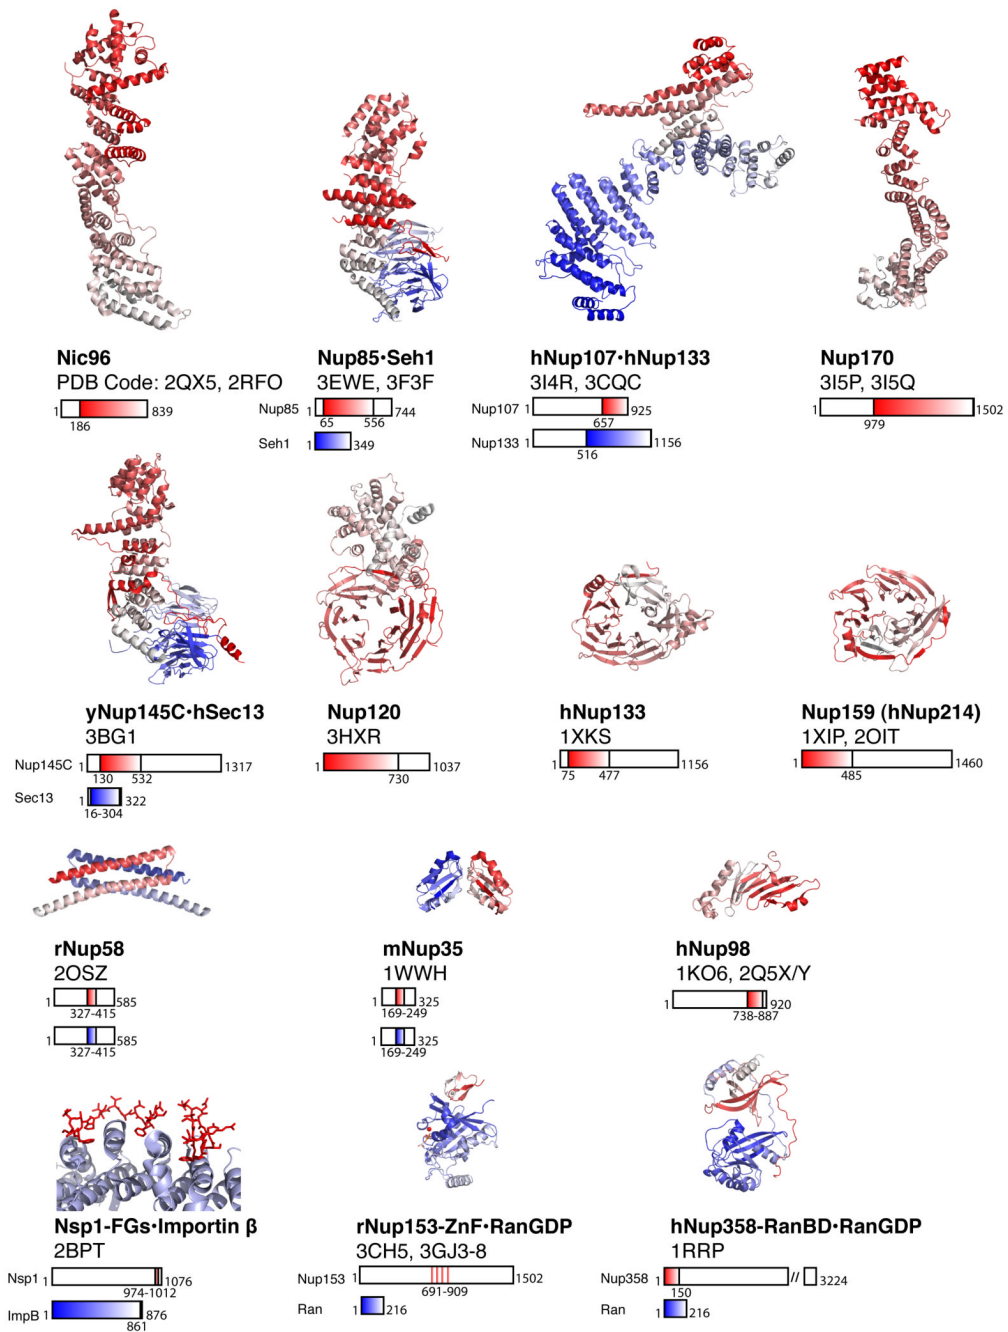 Nic96
PDB Code: 2QX5, 2RFO
1 839
186
Nup85•Seh1
3EWE, 3F3F
Nup85 1 744
65 556
Seh1 1 349
hNup107•hNup133
3I4R, 3CQC
Nup107 1 925
657
Nup133 1 1156
516
Nup170
3I5P, 3I5Q
1 1502
979
yNup145C•hSec13
3BG1
Nup145C 1 1317
130 532
Sec13 1 322
16-304
Nup120
3HXR
1 1037
730
hNup133
1XKS
1 1156
75 477
Nup159 (hNup214)
1XIP, 2OIT
1 1460
485
rNup58
2OSZ
1 585
327-415
1 585
327-415
mNup35
1WWH
1 325
169-249
1 325
169-249
hNup98
1KO6, 2Q5X/Y
1 920
738-887
Nsp1-FGs•Importin β
2BPT
Nsp1 1 1076
974-1012
ImpB 1 876
861
rNup153-ZnF•RanGDP
3CH5, 3GJ3-8
Nup153 1 1502
691-909
Ran 1 216
hNup358-RanBD•RanGDP
1RRP
Nup358 1 // 3224
150
Ran 1 216